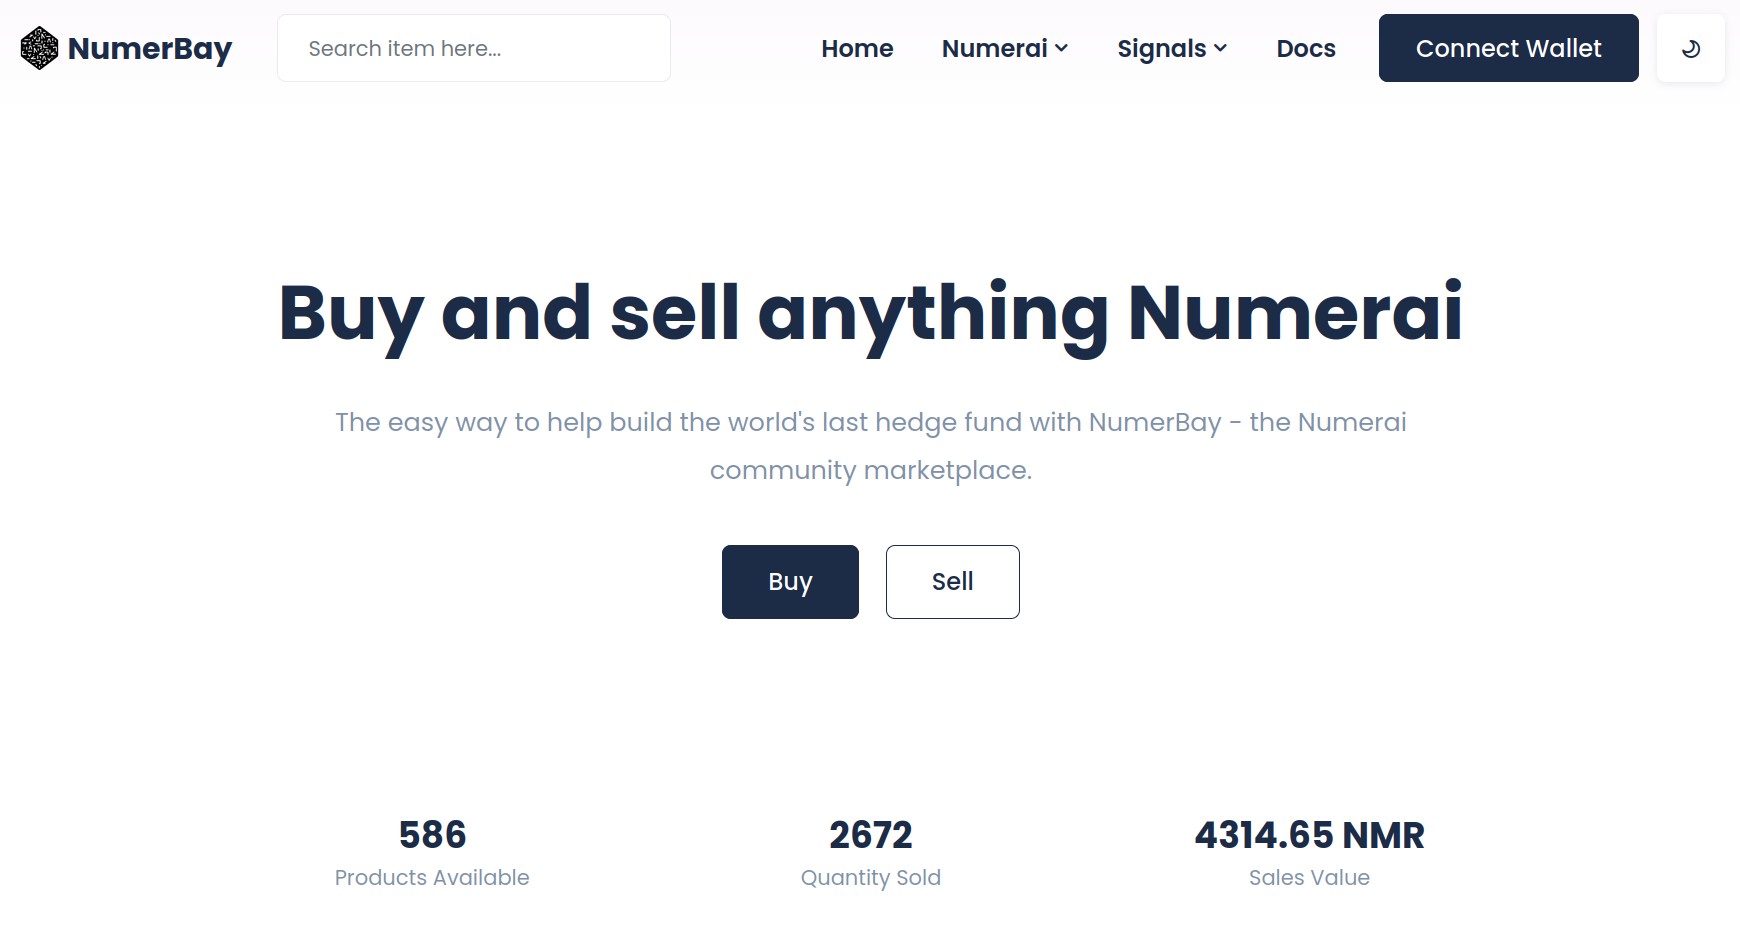 NumerBay
Search item here...
Home
Numerai
Signals
Docs
Connect Wallet
Buy and sell anything Numerai
The easy way to help build the world's last hedge fund with NumerBay - the Numerai
community marketplace.
Buy
Sell
586
Products Available
2672
Quantity Sold
4314.65 NMR
Sales Value